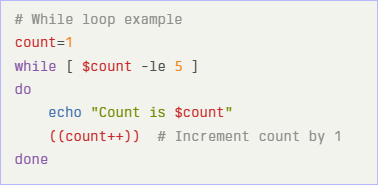 # While loop example
count=1
while [ $count -le 5 ]
do
    echo "Count is $count"
    ((count++))  # Increment count by 1
done